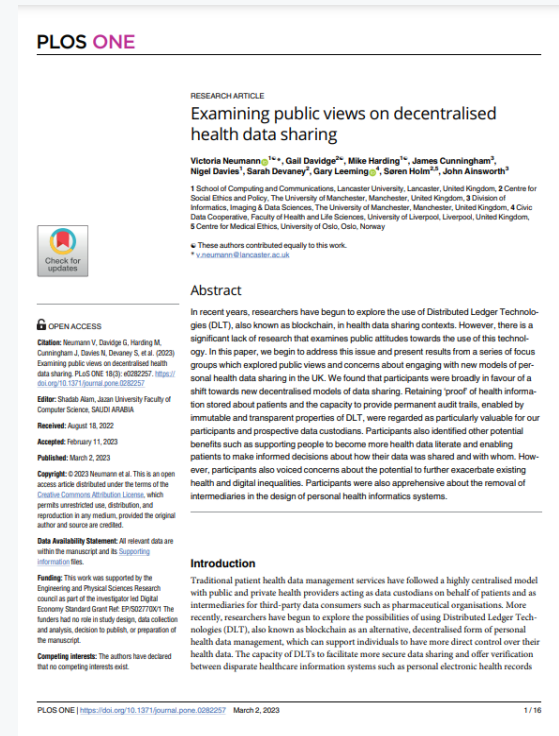 PLOS ONE
RESEARCH ARTICLE
Examining public views on decentralised
health data sharing
Victoria Neumann1☯*, Gail Davidge2☯, Mike Harding1☯, James Cunningham3,
Nigel Davies1, Sarah Devaney2, Gary Leeming4, Søren Holm2,5, John Ainsworth3
1 School of Computing and Communications, Lancaster University, Lancaster, United Kingdom, 2 Centre for
Social Ethics and Policy, The University of Manchester, Manchester, United Kingdom, 3 Division of
Informatics, Imaging & Data Sciences, The University of Manchester, Manchester, United Kingdom, 4 Civic
Data Cooperative, Faculty of Health and Life Sciences, University of Liverpool, Liverpool, United Kingdom,
5 Centre for Medical Ethics, University of Oslo, Oslo, Norway
☯ These authors contributed equally to this work.
* v.neumann@lancaster.ac.uk
Check for
updates
OPEN ACCESS
Citation: Neumann V, Davidge G, Harding M,
Cunningham J, Davies N, Devaney S, et al. (2023)
Examining public views on decentralised health
data sharing. PLoS ONE 18(3): e0282257. https://
doi.org/10.1371/journal.pone.0282257
Editor: Shadab Alam, Jazan University Faculty of
Computer Science, SAUDI ARABIA
Received: August 18, 2022
Accepted: February 11, 2023
Published: March 2, 2023
Copyright: © 2023 Neumann et al. This is an open
access article distributed under the terms of the
Creative Commons Attribution License, which
permits unrestricted use, distribution, and
reproduction in any medium, provided the original
author and source are credited.
Data Availability Statement: All relevant data are
within the manuscript and its Supporting
information files.
Funding: This work was supported by the
Engineering and Physical Sciences Research
council as part of the investigator led Digital
Economy Standard Grant Ref: EP/S02770X/1 The
funders had no role in study design, data collection
and analysis, decision to publish, or preparation of
the manuscript.
Competing interests: The authors have declared
that no competing interests exist.
Abstract
In recent years, researchers have begun to explore the use of Distributed Ledger Technolo-
gies (DLT), also known as blockchain, in health data sharing contexts. However, there is a
significant lack of research that examines public attitudes towards the use of this technol-
ogy. In this paper, we begin to address this issue and present results from a series of focus
groups which explored public views and concerns about engaging with new models of per-
sonal health data sharing in the UK. We found that participants were broadly in favour of a
shift towards new decentralised models of data sharing. Retaining ‘proof’ of health informa-
tion stored about patients and the capacity to provide permanent audit trails, enabled by
immutable and transparent properties of DLT, were regarded as particularly valuable for our
participants and prospective data custodians. Participants also identified other potential
benefits such as supporting people to become more health data literate and enabling
patients to make informed decisions about how their data was shared and with whom. How-
ever, participants also voiced concerns about the potential to further exacerbate existing
health and digital inequalities. Participants were also apprehensive about the removal of
intermediaries in the design of personal health informatics systems.
Introduction
Traditional patient health data management services have followed a highly centralised model
with public and private health providers acting as data custodians on behalf of patients and as
intermediaries for third-party data consumers such as pharmaceutical organisations. More
recently, researchers have begun to explore the possibilities of using Distributed Ledger Tech-
nologies (DLT), also known as blockchain as an alternative, decentralised form of personal
health data management, which can support individuals to have more direct control over their
health data. The capacity of DLTs to facilitate more secure data sharing and offer verification
between disparate healthcare information systems such as personal electronic health records
PLOS ONE | https://doi.org/10.1371/journal.pone.0282257 March 2, 2023
1 / 16